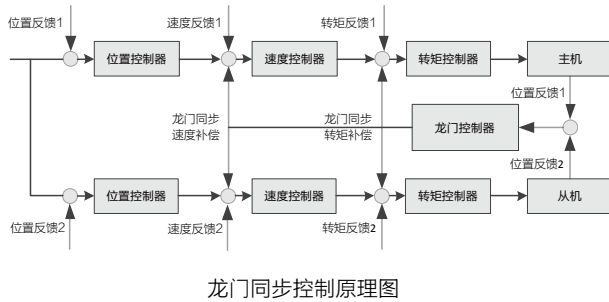 位置反馈1
速度反馈1
转矩反馈1
位置控制器
速度控制器
转矩控制器
主机
位置反馈1
龙门同步
速度补偿
龙门同步
转矩补偿
龙门控制器
位置反馈2
位置控制器
速度控制器
转矩控制器
从机
位置反馈2
速度反馈2
转矩反馈2
龙门同步控制原理图